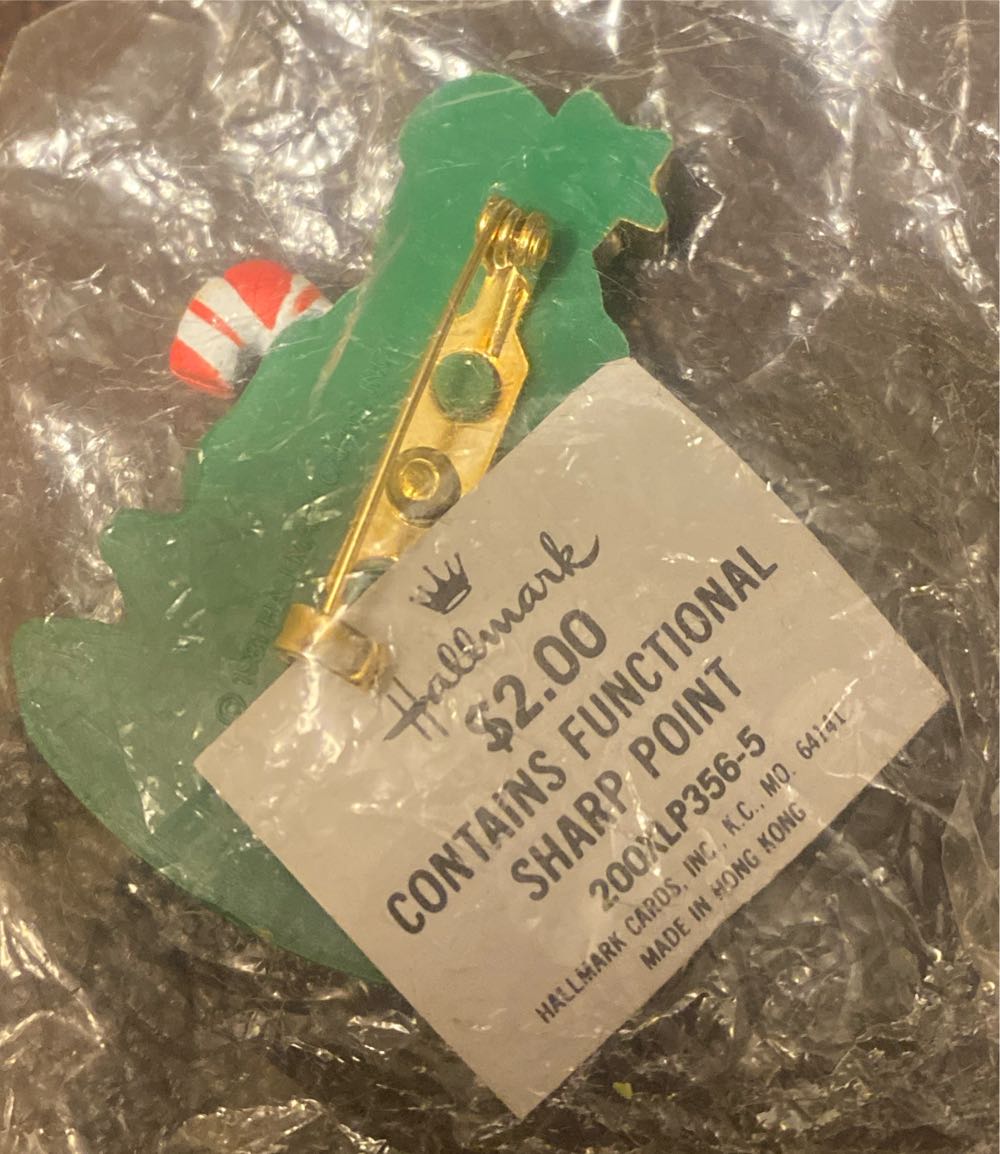 Hallmark
$2.00
CONTAINS FUNCTIONAL
SHARP POINT
200XLP356-5
HALLMARK CARDS, INC., K.C., MO. 64141
MADE IN HONG KONG
©